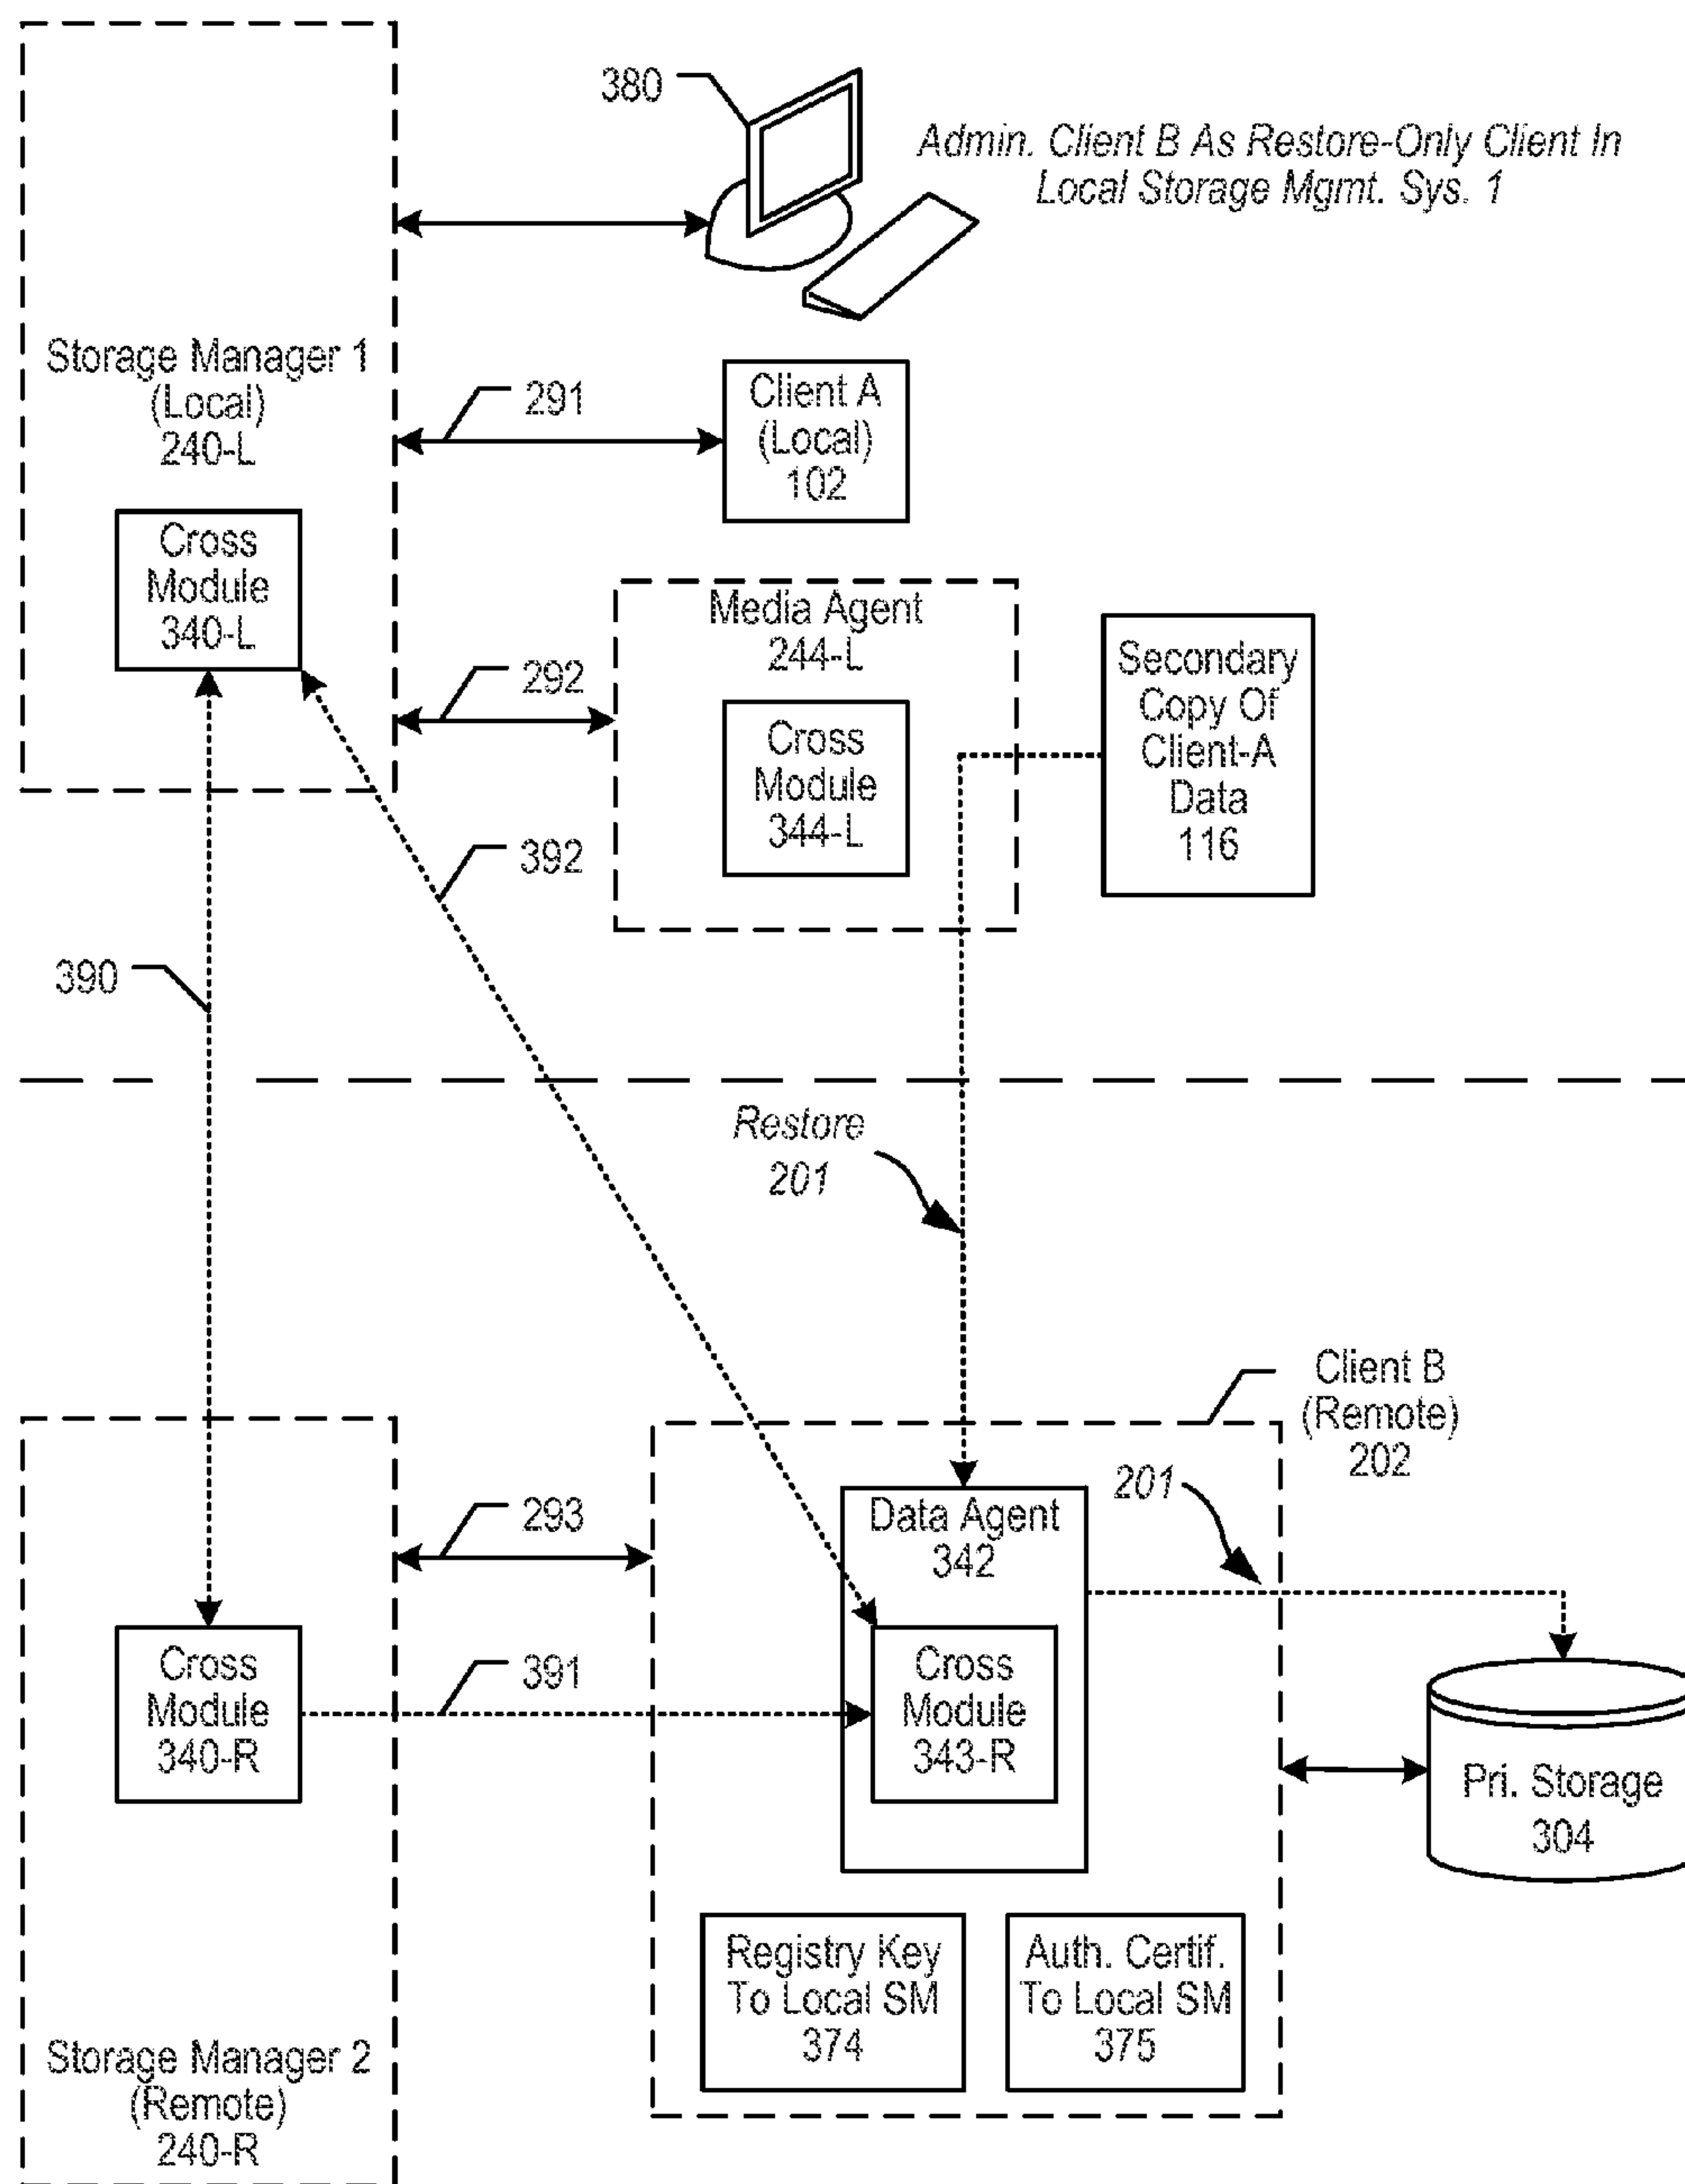 380
Admin. Client B As Restore-Only Client In
Local Storage Mgmt. Sys. 1
Storage Manager 1
(Local)
240-L
291
Client A
(Local)
102
Cross
Module
340-L
292
Media Agent
244-L
Cross
Module
344-L
Secondary
Copy Of
Client-A
Data
116
392
390
Restore
201
Client B
(Remote)
202
293
Data Agent
342
201
Cross
Module
340-R
391
Cross
Module
343-R
Pri. Storage
304
Registry Key
To Local SM
374
Auth. Certif.
To Local SM
375
Storage Manager 2
(Remote)
240-R